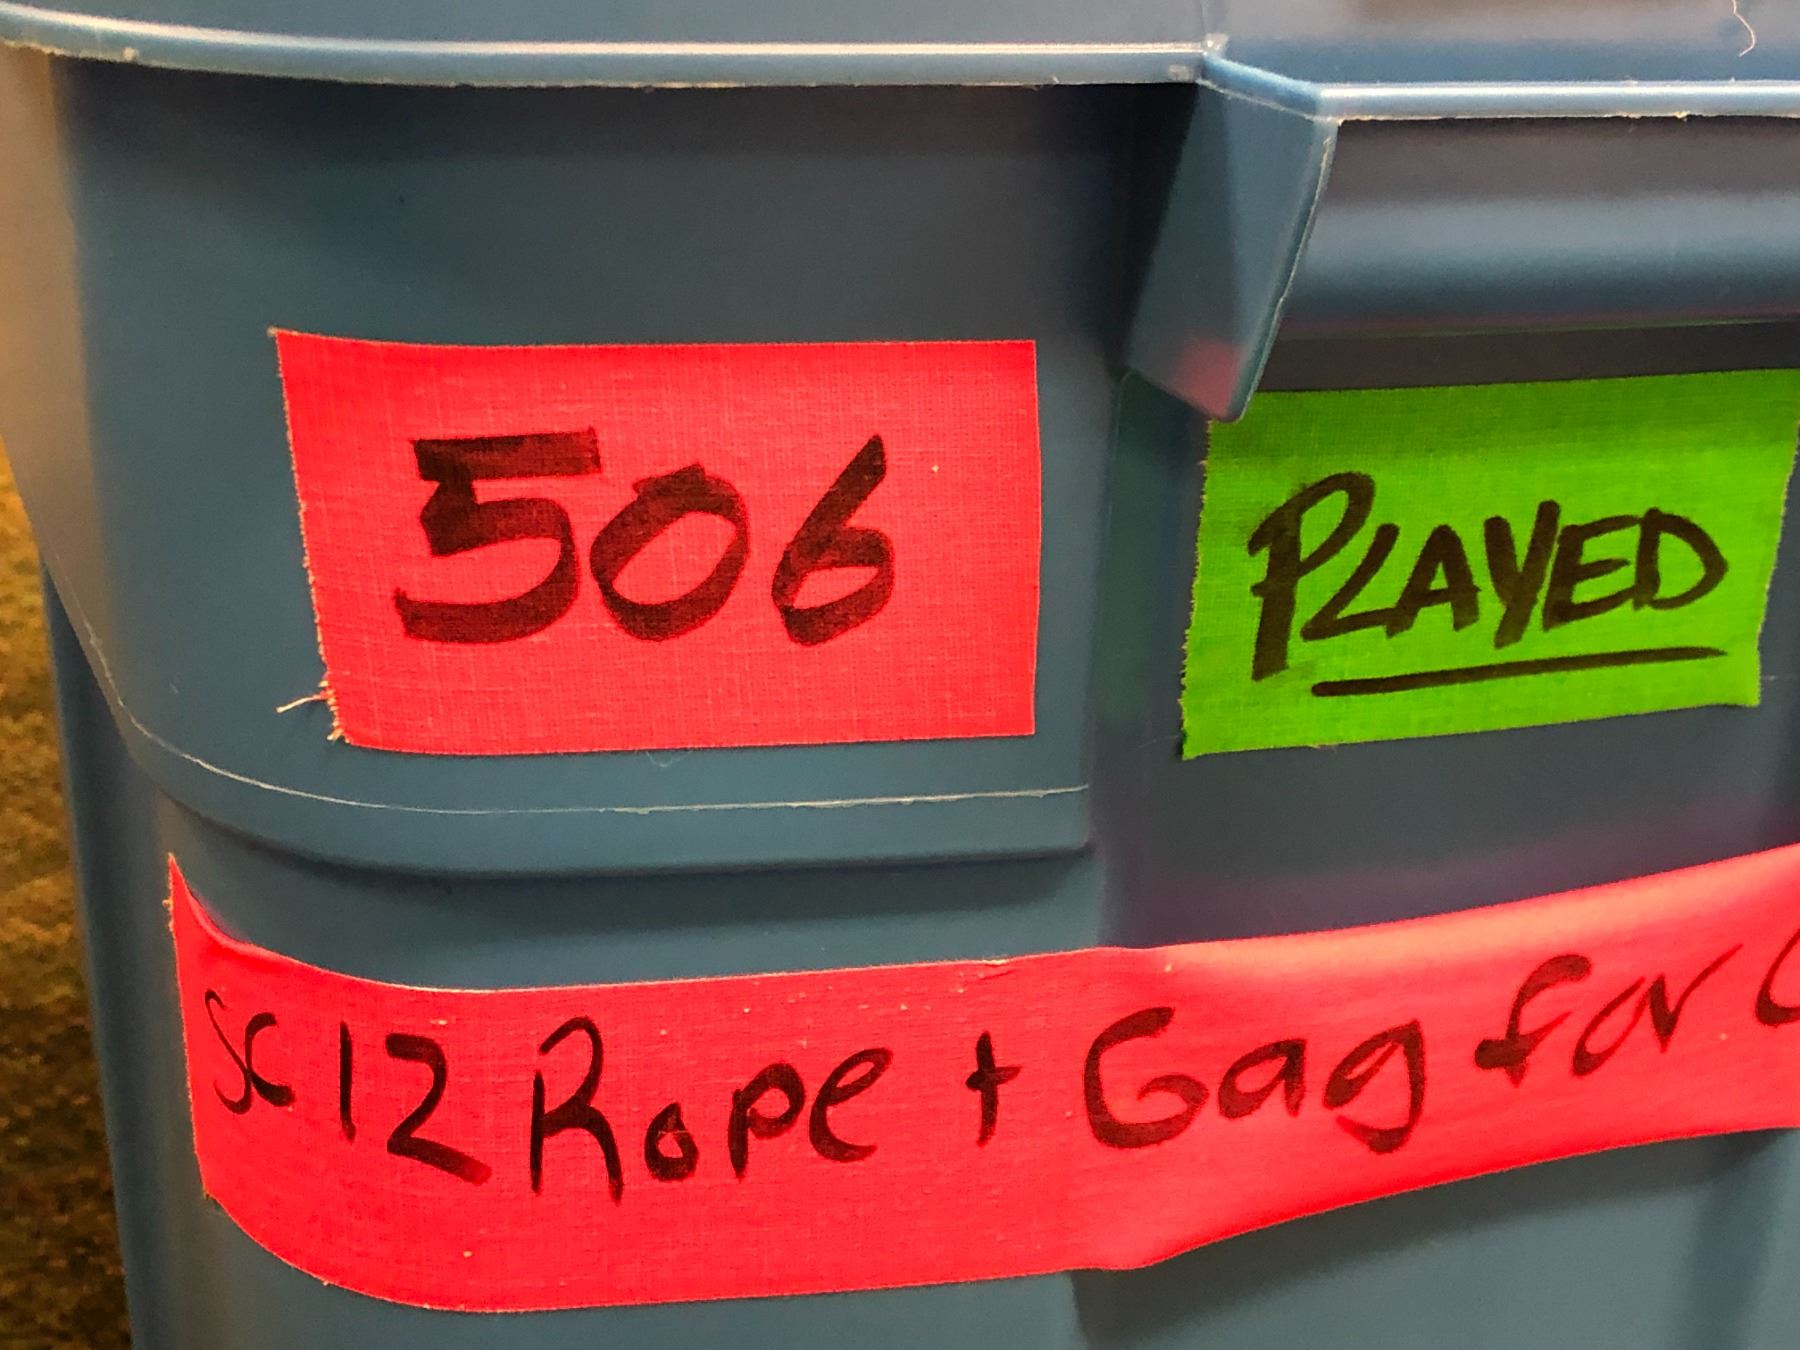 506
PLAYED
SC 12 Rope + Gag for